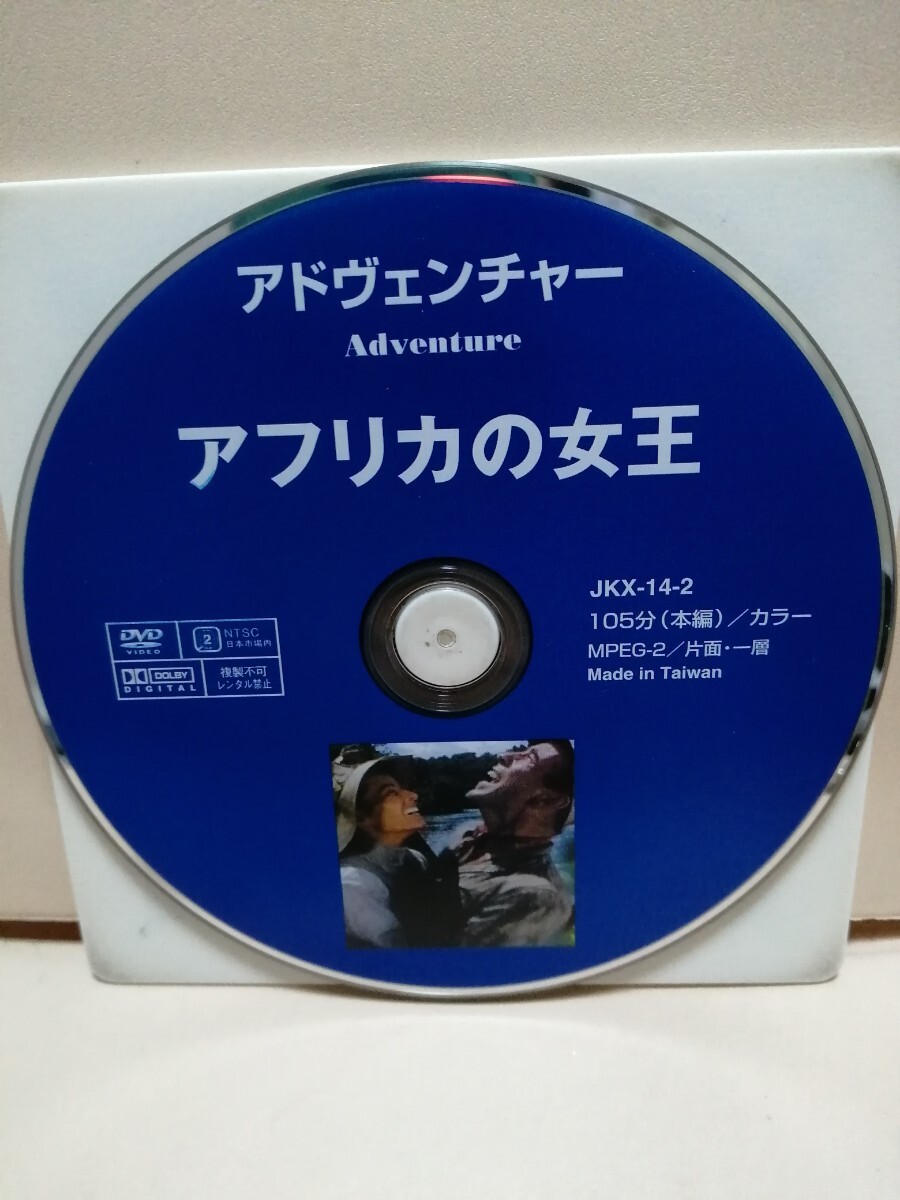 アドヴェンチャー
Adventure
アフリカの女王
JKX-14-2
105分(本編)/カラー
MPEG-2/片面・一層
Made in Taiwan
DVD
VIDEO
2
NTSC
日本市場内
DOLBY
DIGITAL
複製不可
レンタル禁止